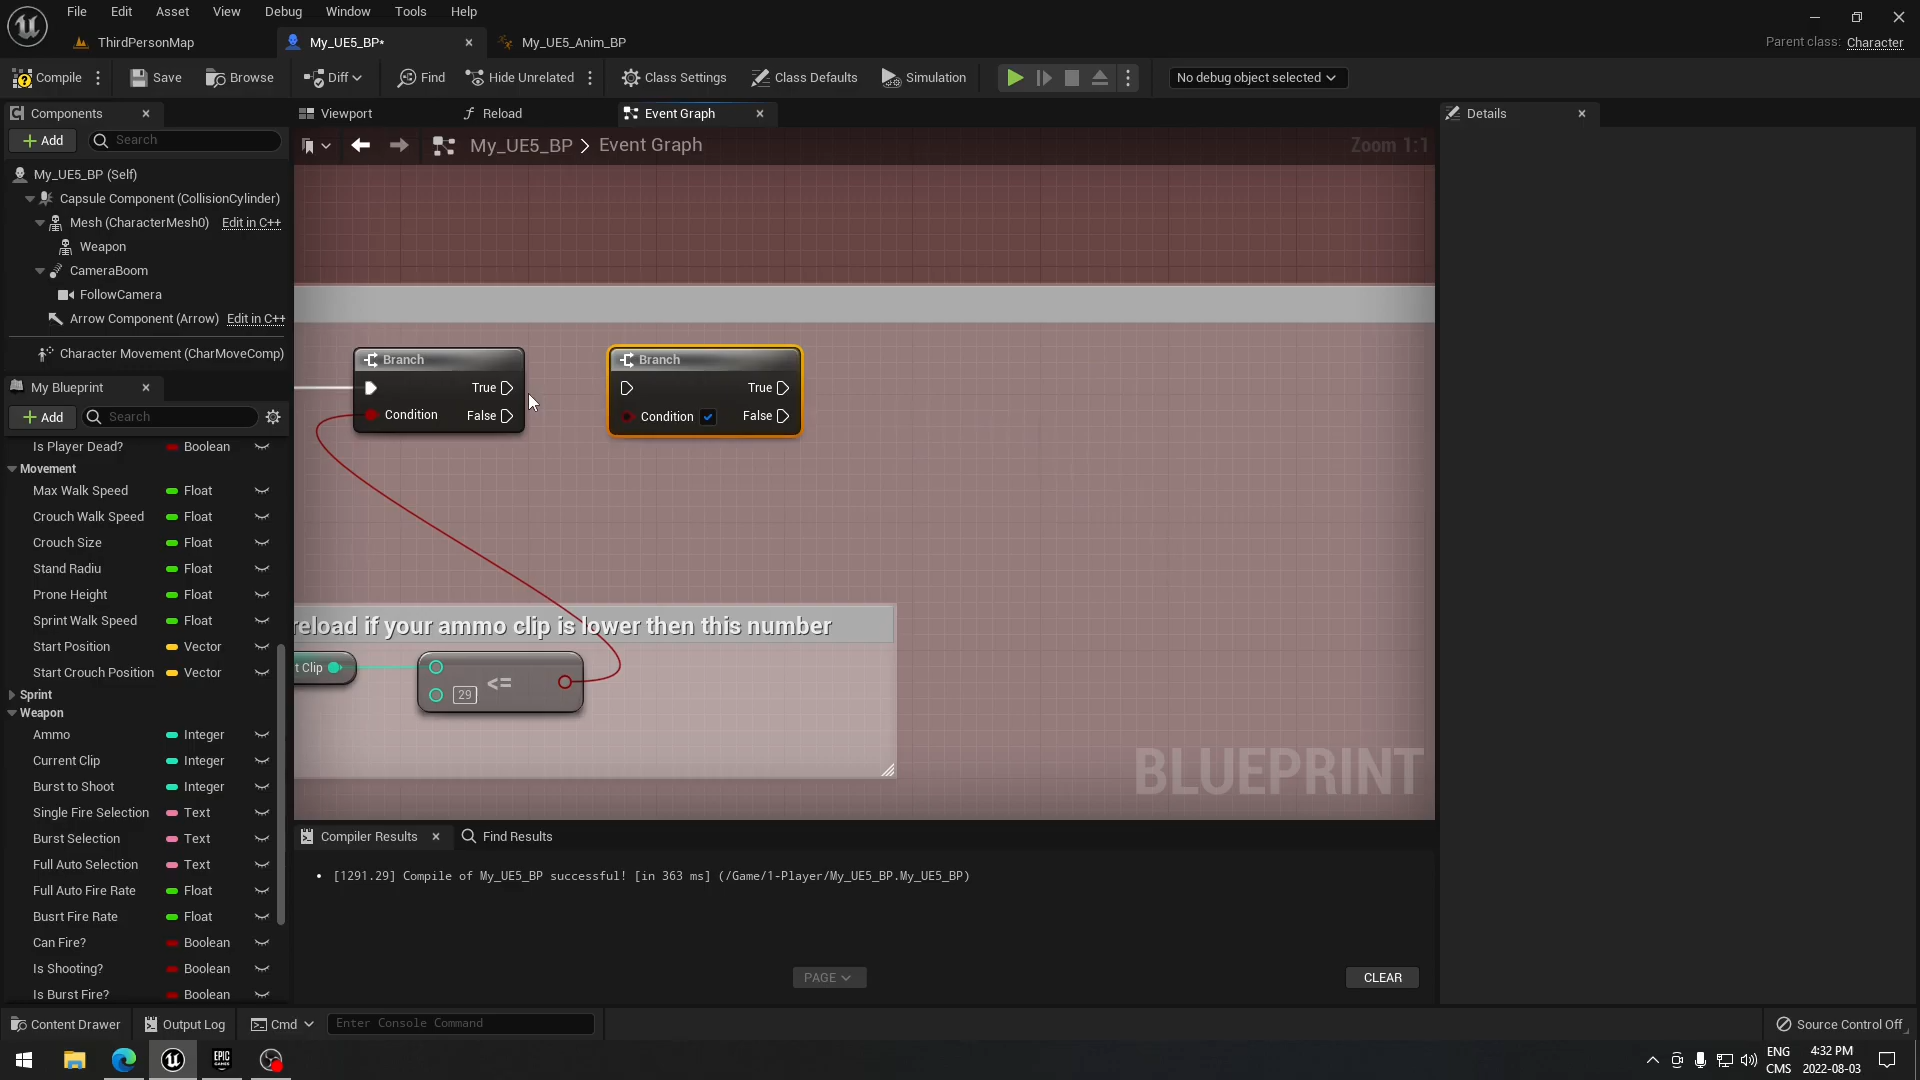 File Edit Asset View Debug Window Tools Help
ThirdPersonMap My_UE5_BP* My_UE5_Anim_BP Parent class: Character
Compile Save Browse Diff Find Hide Unrelated Class Settings Class Defaults Simulation No debug object selected
Components Viewport Reload Event Graph Details
Add Search My_UE5_BP > Event Graph Zoom 1:1
My_UE5_BP (Self)
Capsule Component (CollisionCylinder)
Mesh (CharacterMesh0) Edit in C++
Weapon
CameraBoom
FollowCamera
Arrow Component (Arrow) Edit in C++
Character Movement (CharMoveComp)
My Blueprint
Add Search
Is Player Dead? Boolean
Movement
Max Walk Speed Float
Crouch Walk Speed Float
Crouch Size Float
Stand Radiu Float
Prone Height Float
Sprint Walk Speed Float
Start Position Vector
Start Crouch Position Vector
Sprint
Weapon
Ammo Integer
Current Clip Integer
Burst to Shoot Integer
Single Fire Selection Text
Burst Selection Text
Full Auto Selection Text
Full Auto Fire Rate Float
Busrt Fire Rate Float
Can Fire? Boolean
Is Shooting? Boolean
Is Burst Fire? Boolean
Branch
True
Condition False
Branch
True
Condition False
reload if your ammo clip is lower then this number
t Clip
29 <=
BLUEPRINT
Compiler Results Find Results
• [1291.29] Compile of My_UE5_BP successful! [in 363 ms] (/Game/1-Player/My_UE5_BP.My_UE5_BP)
PAGE CLEAR
Content Drawer Output Log Cmd Enter Console Command Source Control Off
EPIC GAMES
ENG 4:32 PM
CMS 2022-08-03